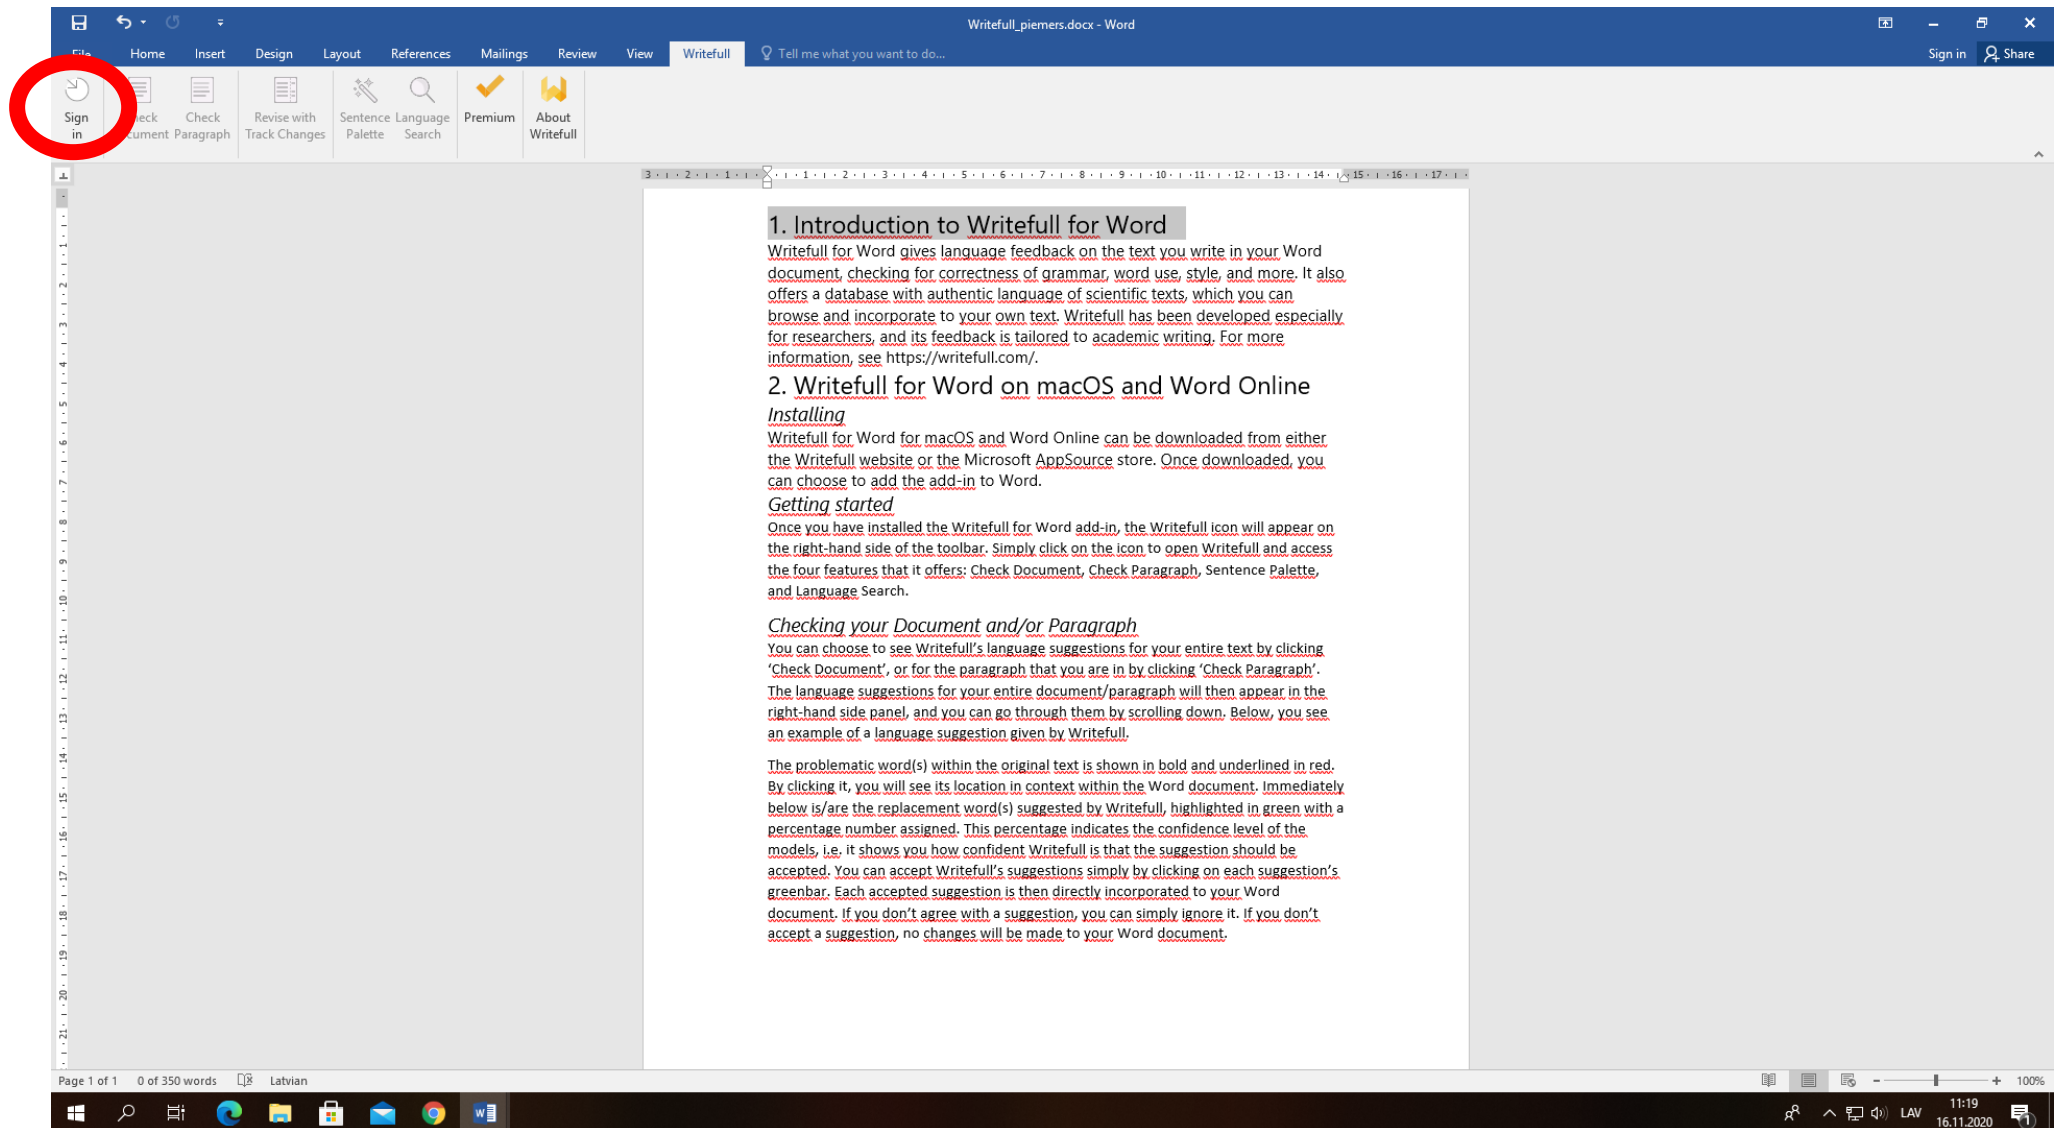 Writefull_piemers.docx - Word
File Home Insert Design Layout References Mailings Review View Writefull Tell me what you want to do... Sign in Share
Sign in
Check Paragraph
Revise with Track Changes
Sentence Palette
Language Search
Premium
About Writefull
3 2 1 1 2 3 4 5 6 7 8 9 10 11 12 13 14 15 16 17
1. Introduction to Writefull for Word
Writefull for Word gives language feedback on the text you write in your Word
document, checking for correctness of grammar, word use, style, and more. It also
offers a database with authentic language of scientific texts, which you can
browse and incorporate to your own text. Writefull has been developed especially
for researchers, and its feedback is tailored to academic writing. For more
information, see https://writefull.com/.
2. Writefull for Word on macOS and Word Online
Installing
Writefull for Word for macOS and Word Online can be downloaded from either
the Writefull website or the Microsoft AppSource store. Once downloaded, you
can choose to add the add-in to Word.
Getting started
Once you have installed the Writefull for Word add-in, the Writefull icon will appear on
the right-hand side of the toolbar. Simply click on the icon to open Writefull and access
the four features that it offers: Check Document, Check Paragraph, Sentence Palette,
and Language Search.
Checking your Document and/or Paragraph
You can choose to see Writefull’s language suggestions for your entire text by clicking
‘Check Document’, or for the paragraph that you are in by clicking ‘Check Paragraph’.
The language suggestions for your entire document/paragraph will then appear in the
right-hand side panel, and you can go through them by scrolling down. Below, you see
an example of a language suggestion given by Writefull.
The problematic word(s) within the original text is shown in bold and underlined in red.
By clicking it, you will see its location in context within the Word document. Immediately
below is/are the replacement word(s) suggested by Writefull, highlighted in green with a
percentage number assigned. This percentage indicates the confidence level of the
models, i.e. it shows you how confident Writefull is that the suggestion should be
accepted. You can accept Writefull’s suggestions simply by clicking on each suggestion’s
greenbar. Each accepted suggestion is then directly incorporated to your Word
document. If you don’t agree with a suggestion, you can simply ignore it. If you don’t
accept a suggestion, no changes will be made to your Word document.
Page 1 of 1 0 of 350 words Latvian 100%
LAV 11:19
16.11.2020